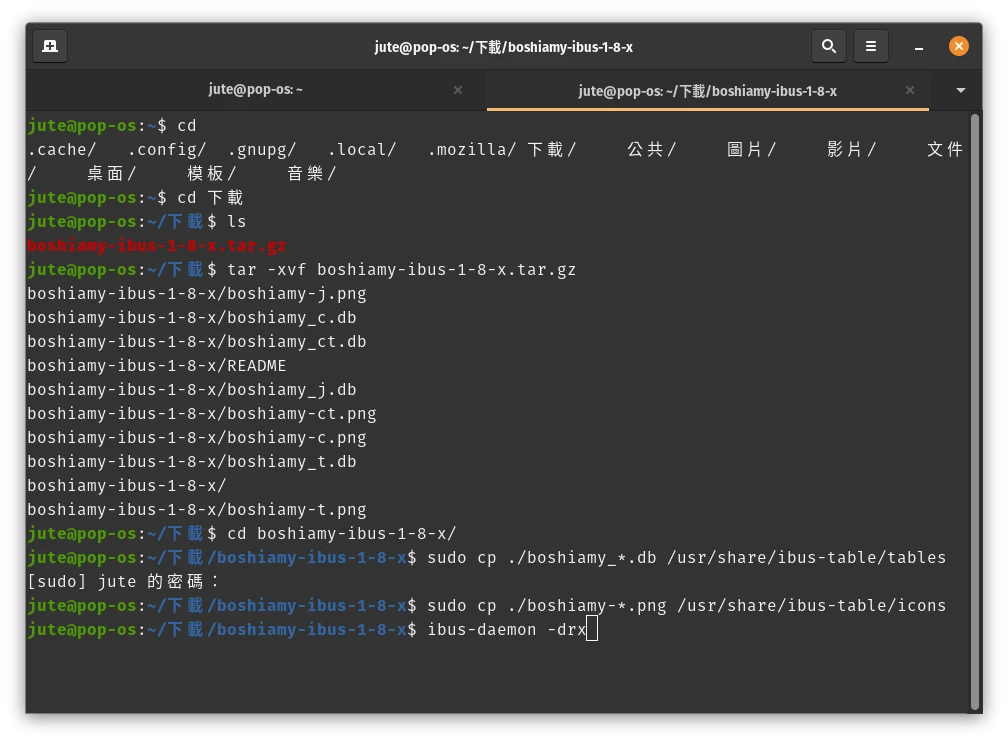 jute@pop-os: ~/下載/boshiamy-ibus-1-8-x
jute@pop-os: ~
jute@pop-os: ~/下載/boshiamy-ibus-1-8-x
jute@pop-os:~$ cd
.cache/   .config/  .gnupg/   .local/   .mozilla/ 下載/     公共/     圖片/     影片/     文件
/     桌面/     模板/     音樂/
jute@pop-os:~$ cd 下載
jute@pop-os:~/下載$ ls
boshiamy-ibus-1-8-x.tar.gz
jute@pop-os:~/下載$ tar -xvf boshiamy-ibus-1-8-x.tar.gz
boshiamy-ibus-1-8-x/boshiamy-j.png
boshiamy-ibus-1-8-x/boshiamy_c.db
boshiamy-ibus-1-8-x/boshiamy_ct.db
boshiamy-ibus-1-8-x/README
boshiamy-ibus-1-8-x/boshiamy_j.db
boshiamy-ibus-1-8-x/boshiamy-ct.png
boshiamy-ibus-1-8-x/boshiamy-c.png
boshiamy-ibus-1-8-x/boshiamy_t.db
boshiamy-ibus-1-8-x/
boshiamy-ibus-1-8-x/boshiamy-t.png
jute@pop-os:~/下載$ cd boshiamy-ibus-1-8-x/
jute@pop-os:~/下載/boshiamy-ibus-1-8-x$ sudo cp ./boshiamy_*.db /usr/share/ibus-table/tables
[sudo] jute 的密碼：
jute@pop-os:~/下載/boshiamy-ibus-1-8-x$ sudo cp ./boshiamy-*.png /usr/share/ibus-table/icons
jute@pop-os:~/下載/boshiamy-ibus-1-8-x$ ibus-daemon -drx